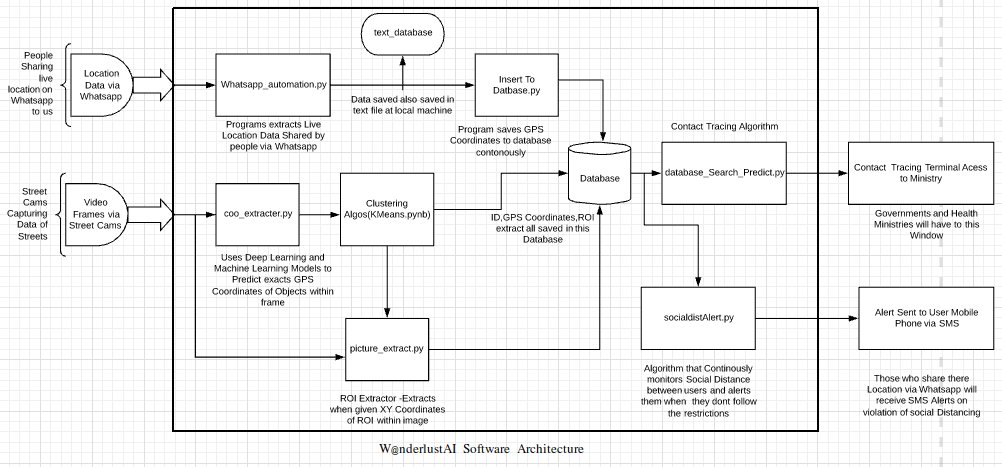 text_database
People
Sharing
live
location on
Whatsapp
to us
Location
Data via
Whatsapp
Whatsapp_automation.py
Insert To
Datbase.py
Data saved also saved in
text file at local machine
Programs extracts Live
Location Data Shared by
people via Whatsapp
Program saves GPS
Coordinates to database
contonously
Contact Tracing Algorithm
Database
database_Search_Predict.py
Contact Tracing Terminal Acess
to Ministry
Street
Cams
Capturing
Data of
Streets
Video
Frames via
Street Cams
coo_extracter.py
Clustering
Algos(KMeans.pynb)
ID,GPS Coordinates,ROI
extract all saved in this
Database
Governments and Health
Ministries will have to this
Window
Uses Deep Learning and
Machine Learning Models to
Predict exacts GPS
Coordinates of Objects within
frame
picture_extract.py
socialdistAlert.py
Alert Sent to User Mobile
Phone via SMS
ROI Extractor -Extracts
when given XY Coordinates
of ROI within image
Algorithm that Continously
monitors Social Distance
between users and alerts
them when they dont follow
the restrictions
Those who share there
Location via Whatsapp will
receive SMS Alerts on
violation of social Distancing
W@nderlustAI Software Architecture